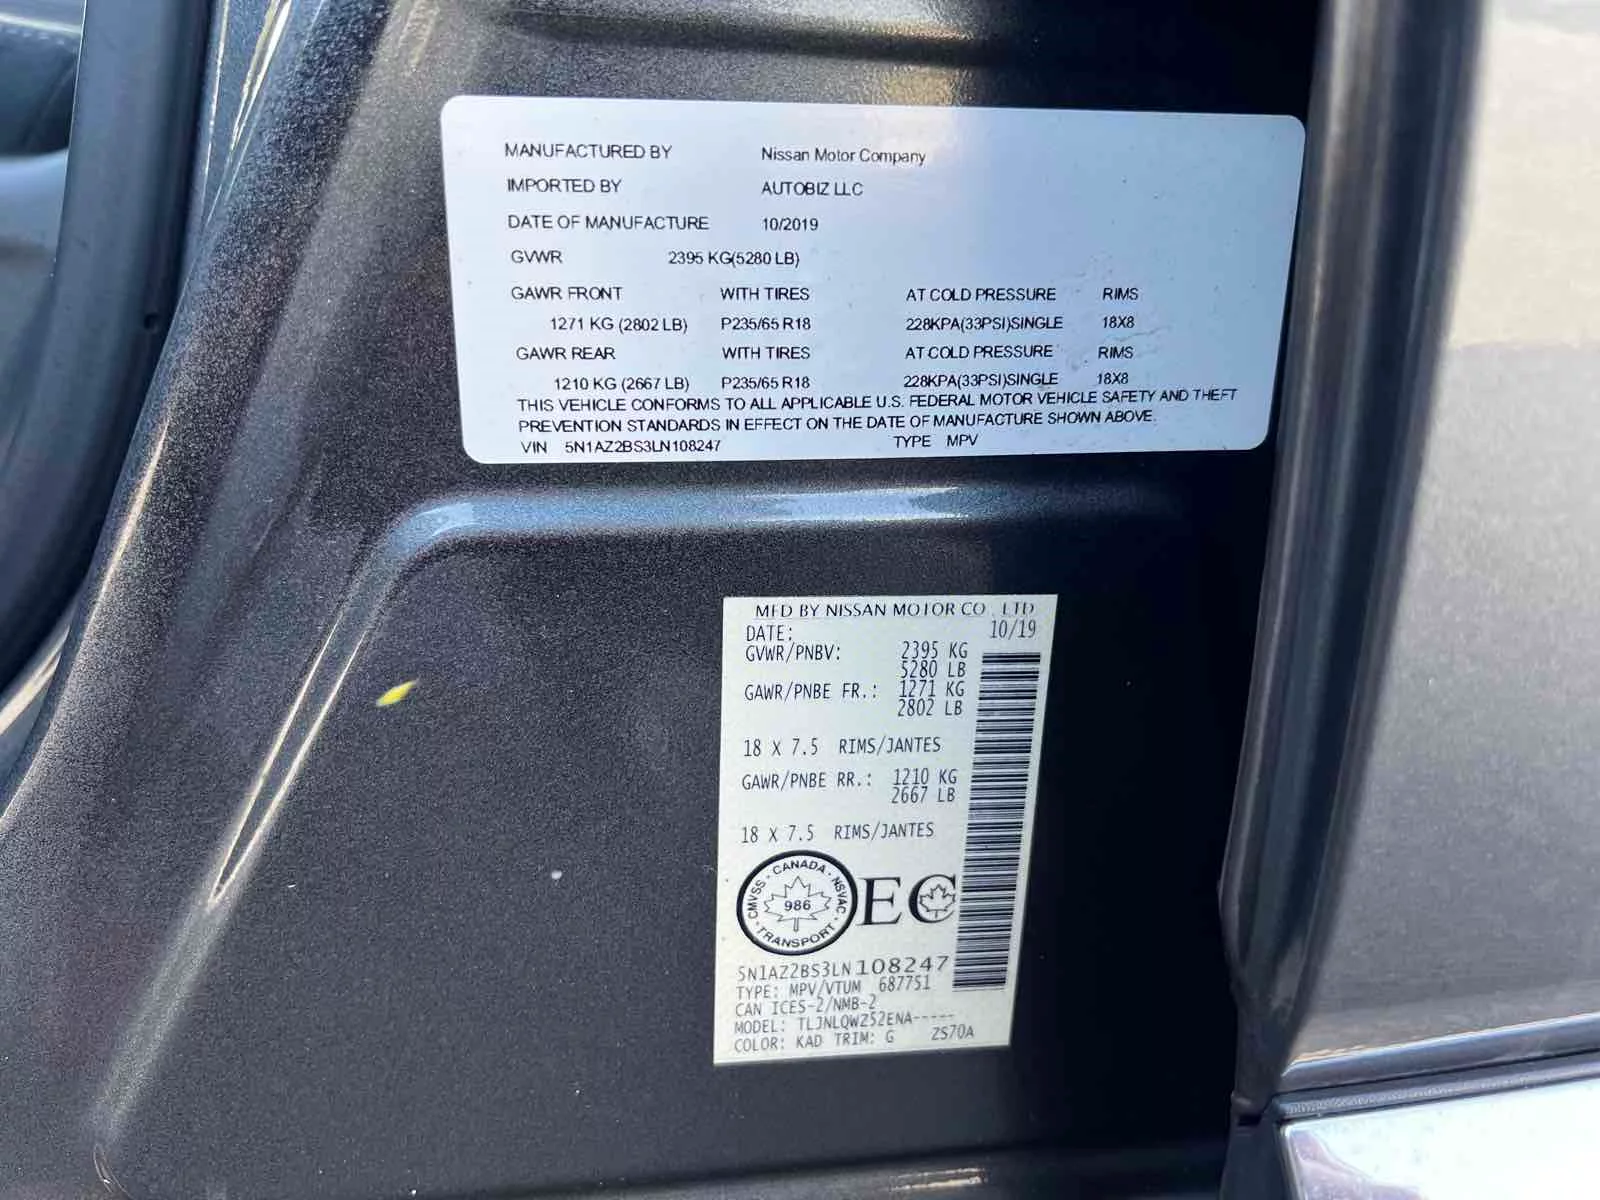 MANUFACTURED BY Nissan Motor Company
IMPORTED BY AUTOBIZ LLC
DATE OF MANUFACTURE 10/2019
GVWR 2395 KG(5280 LB)
GAWR FRONT WITH TIRES AT COLD PRESSURE RIMS
1271 KG (2802 LB) P235/65 R18 228KPA(33PSI)SINGLE 18X8
GAWR REAR WITH TIRES AT COLD PRESSURE RIMS
1210 KG (2667 LB) P235/65 R18 228KPA(33PSI)SINGLE 18X8
THIS VEHICLE CONFORMS TO ALL APPLICABLE U.S. FEDERAL MOTOR VEHICLE SAFETY AND THEFT
PREVENTION STANDARDS IN EFFECT ON THE DATE OF MANUFACTURE SHOWN ABOVE.
VIN 5N1AZ2BS3LN108247 TYPE MPV
MFD BY NISSAN MOTOR CO., LTD
DATE: 10/19
GVWR/PNBV: 2395 KG
5280 LB
GAWR/PNBE FR.: 1271 KG
2802 LB
18 X 7.5 RIMS/JANTES
GAWR/PNBE RR.: 1210 KG
2667 LB
18 X 7.5 RIMS/JANTES
CANADA · NSVAC · TRANSPORT · CMVSS ·
986
EC
5N1AZ2BS3LN108247
TYPE: MPV/VTUM 687751
CAN ICES-2/NMB-2
MODEL: TLJNLQWZ52ENA-----
COLOR: KAD TRIM: G ZS70A